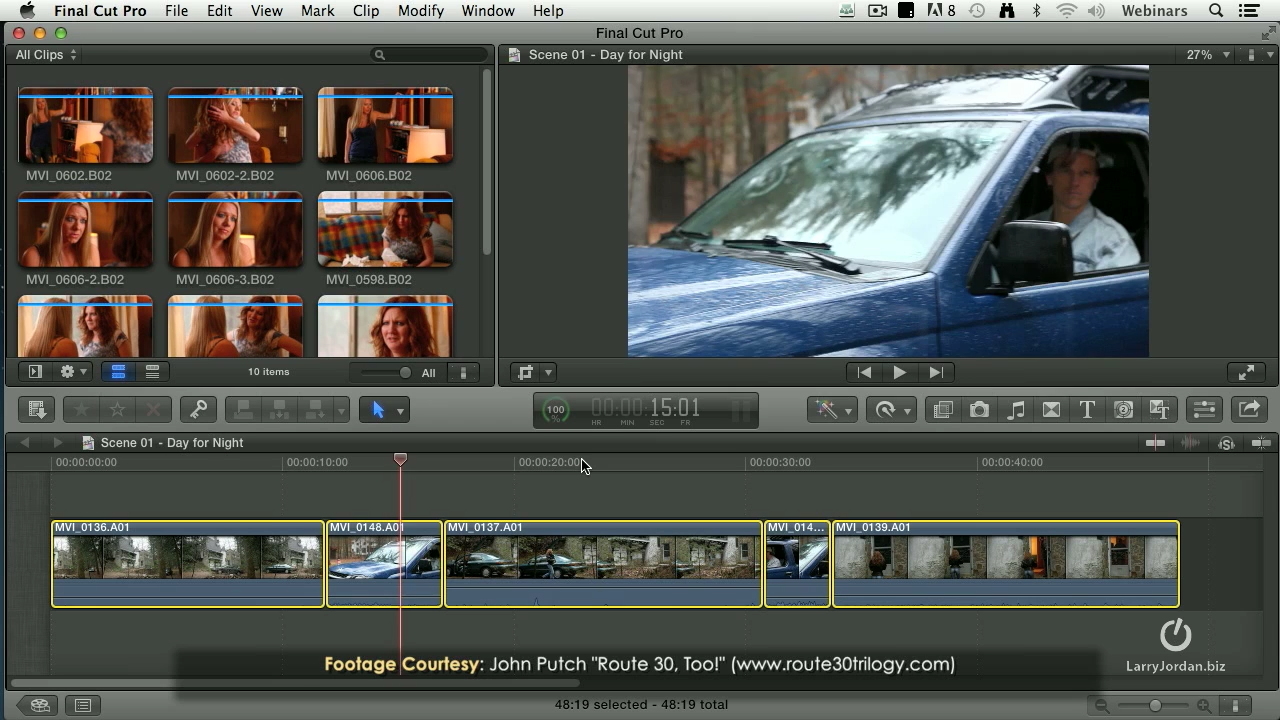 Final Cut Pro File Edit View Mark Clip Modify Window Help 8 Webinars
Final Cut Pro
All Clips
Scene 01 - Day for Night 27%
MVI_0602.B02 MVI_0602-2.B02 MVI_0606.B02
MVI_0606-2.B02 MVI_0606-3.B02 MVI_0598.B02
10 items All
100 % 00:00:15:01
HR MIN SEC FR
Scene 01 - Day for Night
00:00:00:00 00:00:10:00 00:00:20:00 00:00:30:00 00:00:40:00
MVI_0136.A01 MVI_0148.A01 MVI_0137.A01 MVI_014... MVI_0139.A01
Footage Courtesy: John Putch "Route 30, Too!" (www.route30trilogy.com)
LarryJordan.biz
48:19 selected - 48:19 total